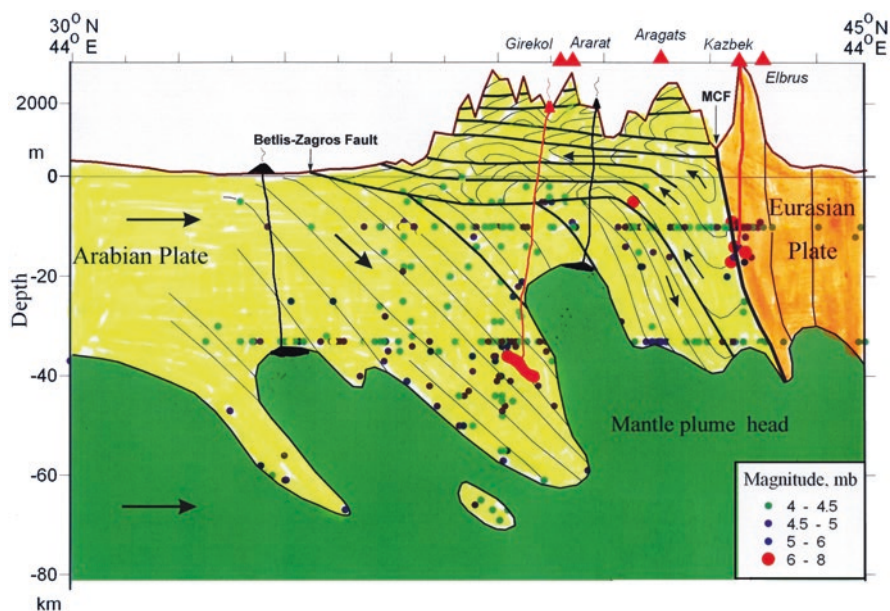 30° N
44° E
45° N
44° E
Girekol
Ararat
Aragats
Kazbek
Elbrus
2000
m
0
-20
-40
-60
-80
km
Depth
Betlis-Zagros Fault
MCF
Arabian Plate
Eurasian
Plate
Mantle plume head
Magnitude, mb
4 - 4.5
4.5 - 5
5 - 6
6 - 8